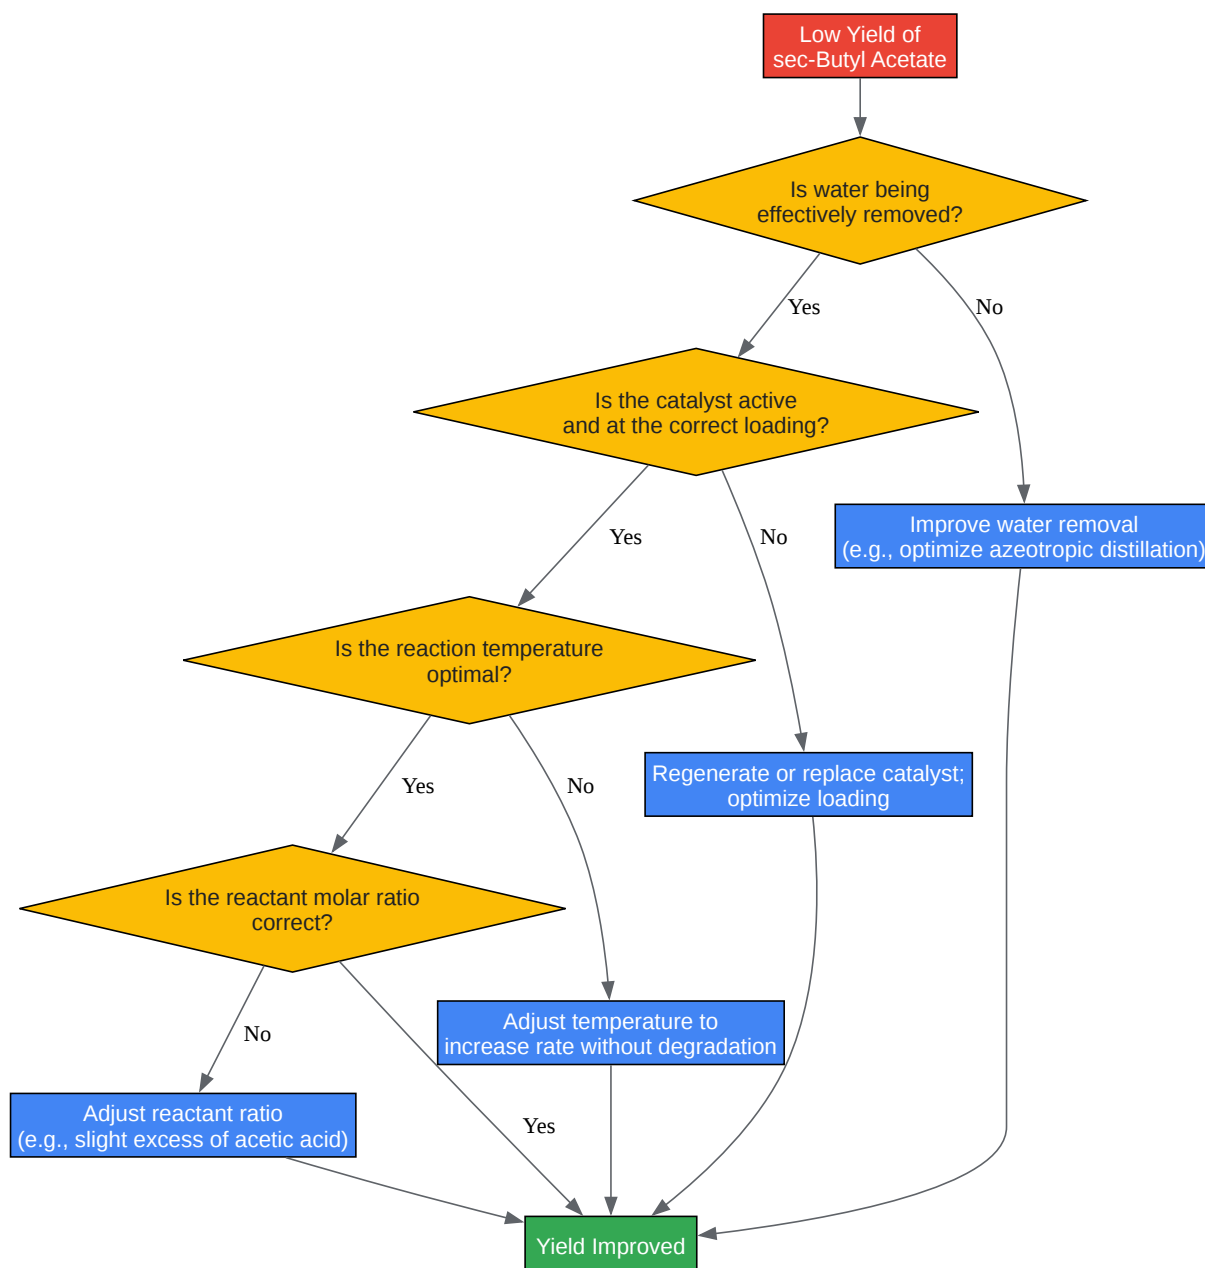 Low Yield of
sec-Butyl Acetate
Is water being
effectively removed?
Yes
No
Is the catalyst active
and at the correct loading?
Improve water removal
(e.g., optimize azeotropic distillation)
Yes
No
Is the reaction temperature
optimal?
Regenerate or replace catalyst;
optimize loading
Yes
No
Is the reactant molar ratio
correct?
Adjust temperature to
increase rate without degradation
No
Adjust reactant ratio
(e.g., slight excess of acetic acid)
Yes
Yield Improved